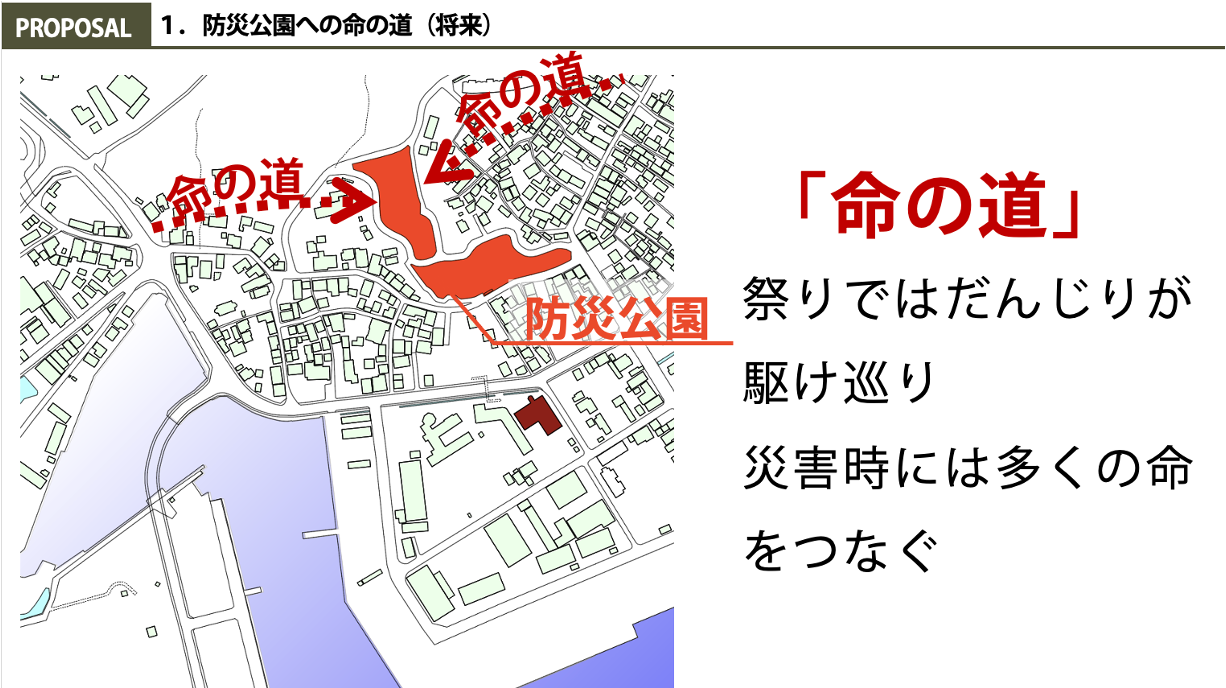 PROPOSAL
１．防災公園への命の道（将来）
命の道
命の道
防災公園
「命の道」
祭りではだんじりが
駆け巡り
災害時には多くの命
をつなぐ